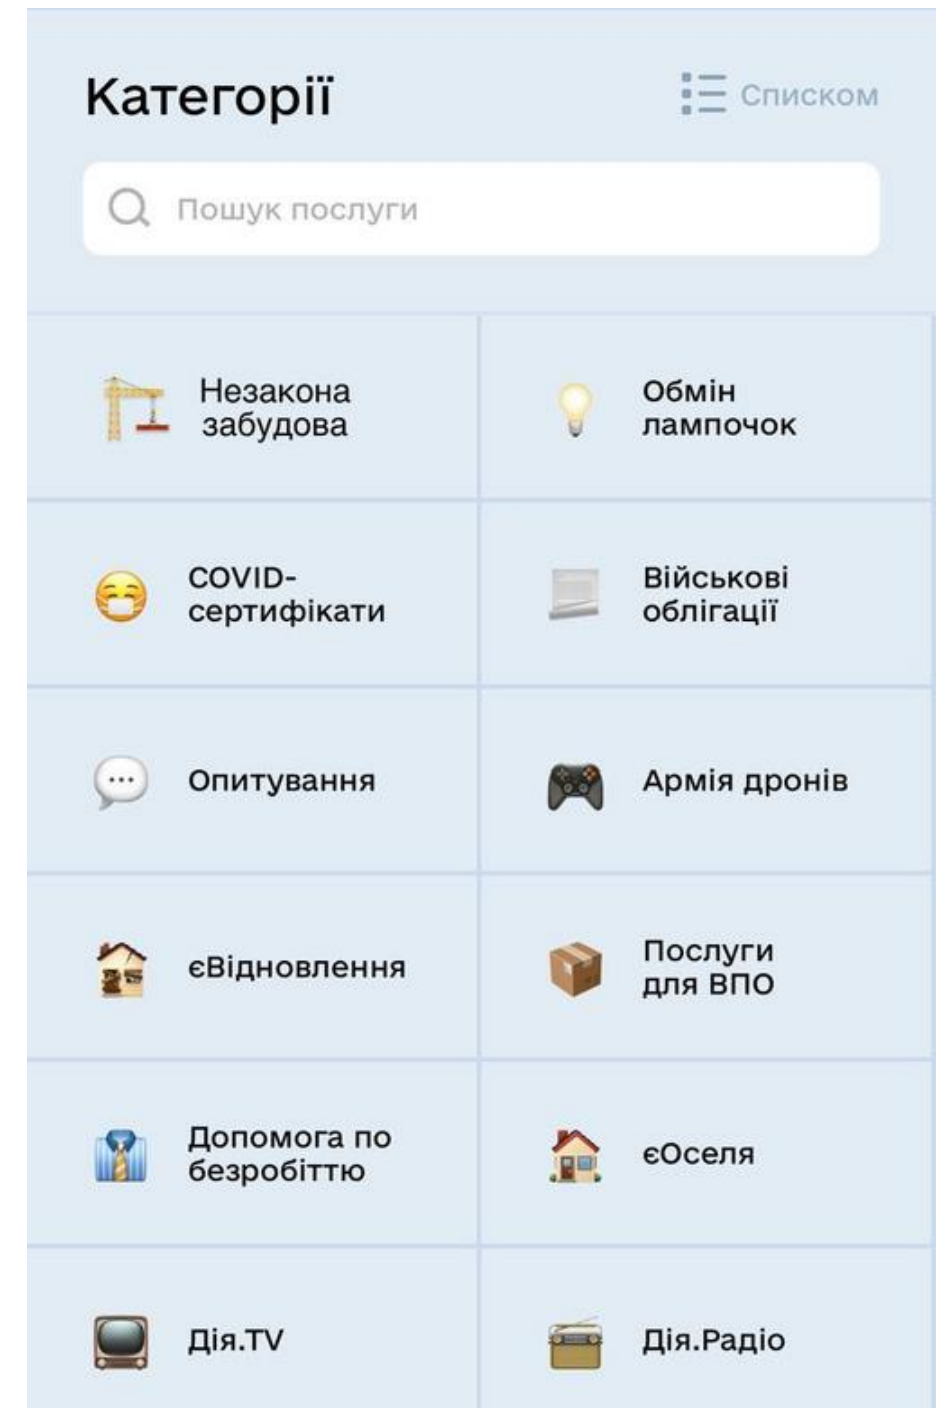 Категорії
Списком
Пошук послуги
Незакона
забудова
Обмін
лампочок
COVID-
сертифікати
Військові
облігації
Опитування
Армія дронів
єВідновлення
Послуги
для ВПО
Допомога по
безробіттю
єОселя
Дія.TV
Дія.Радіо